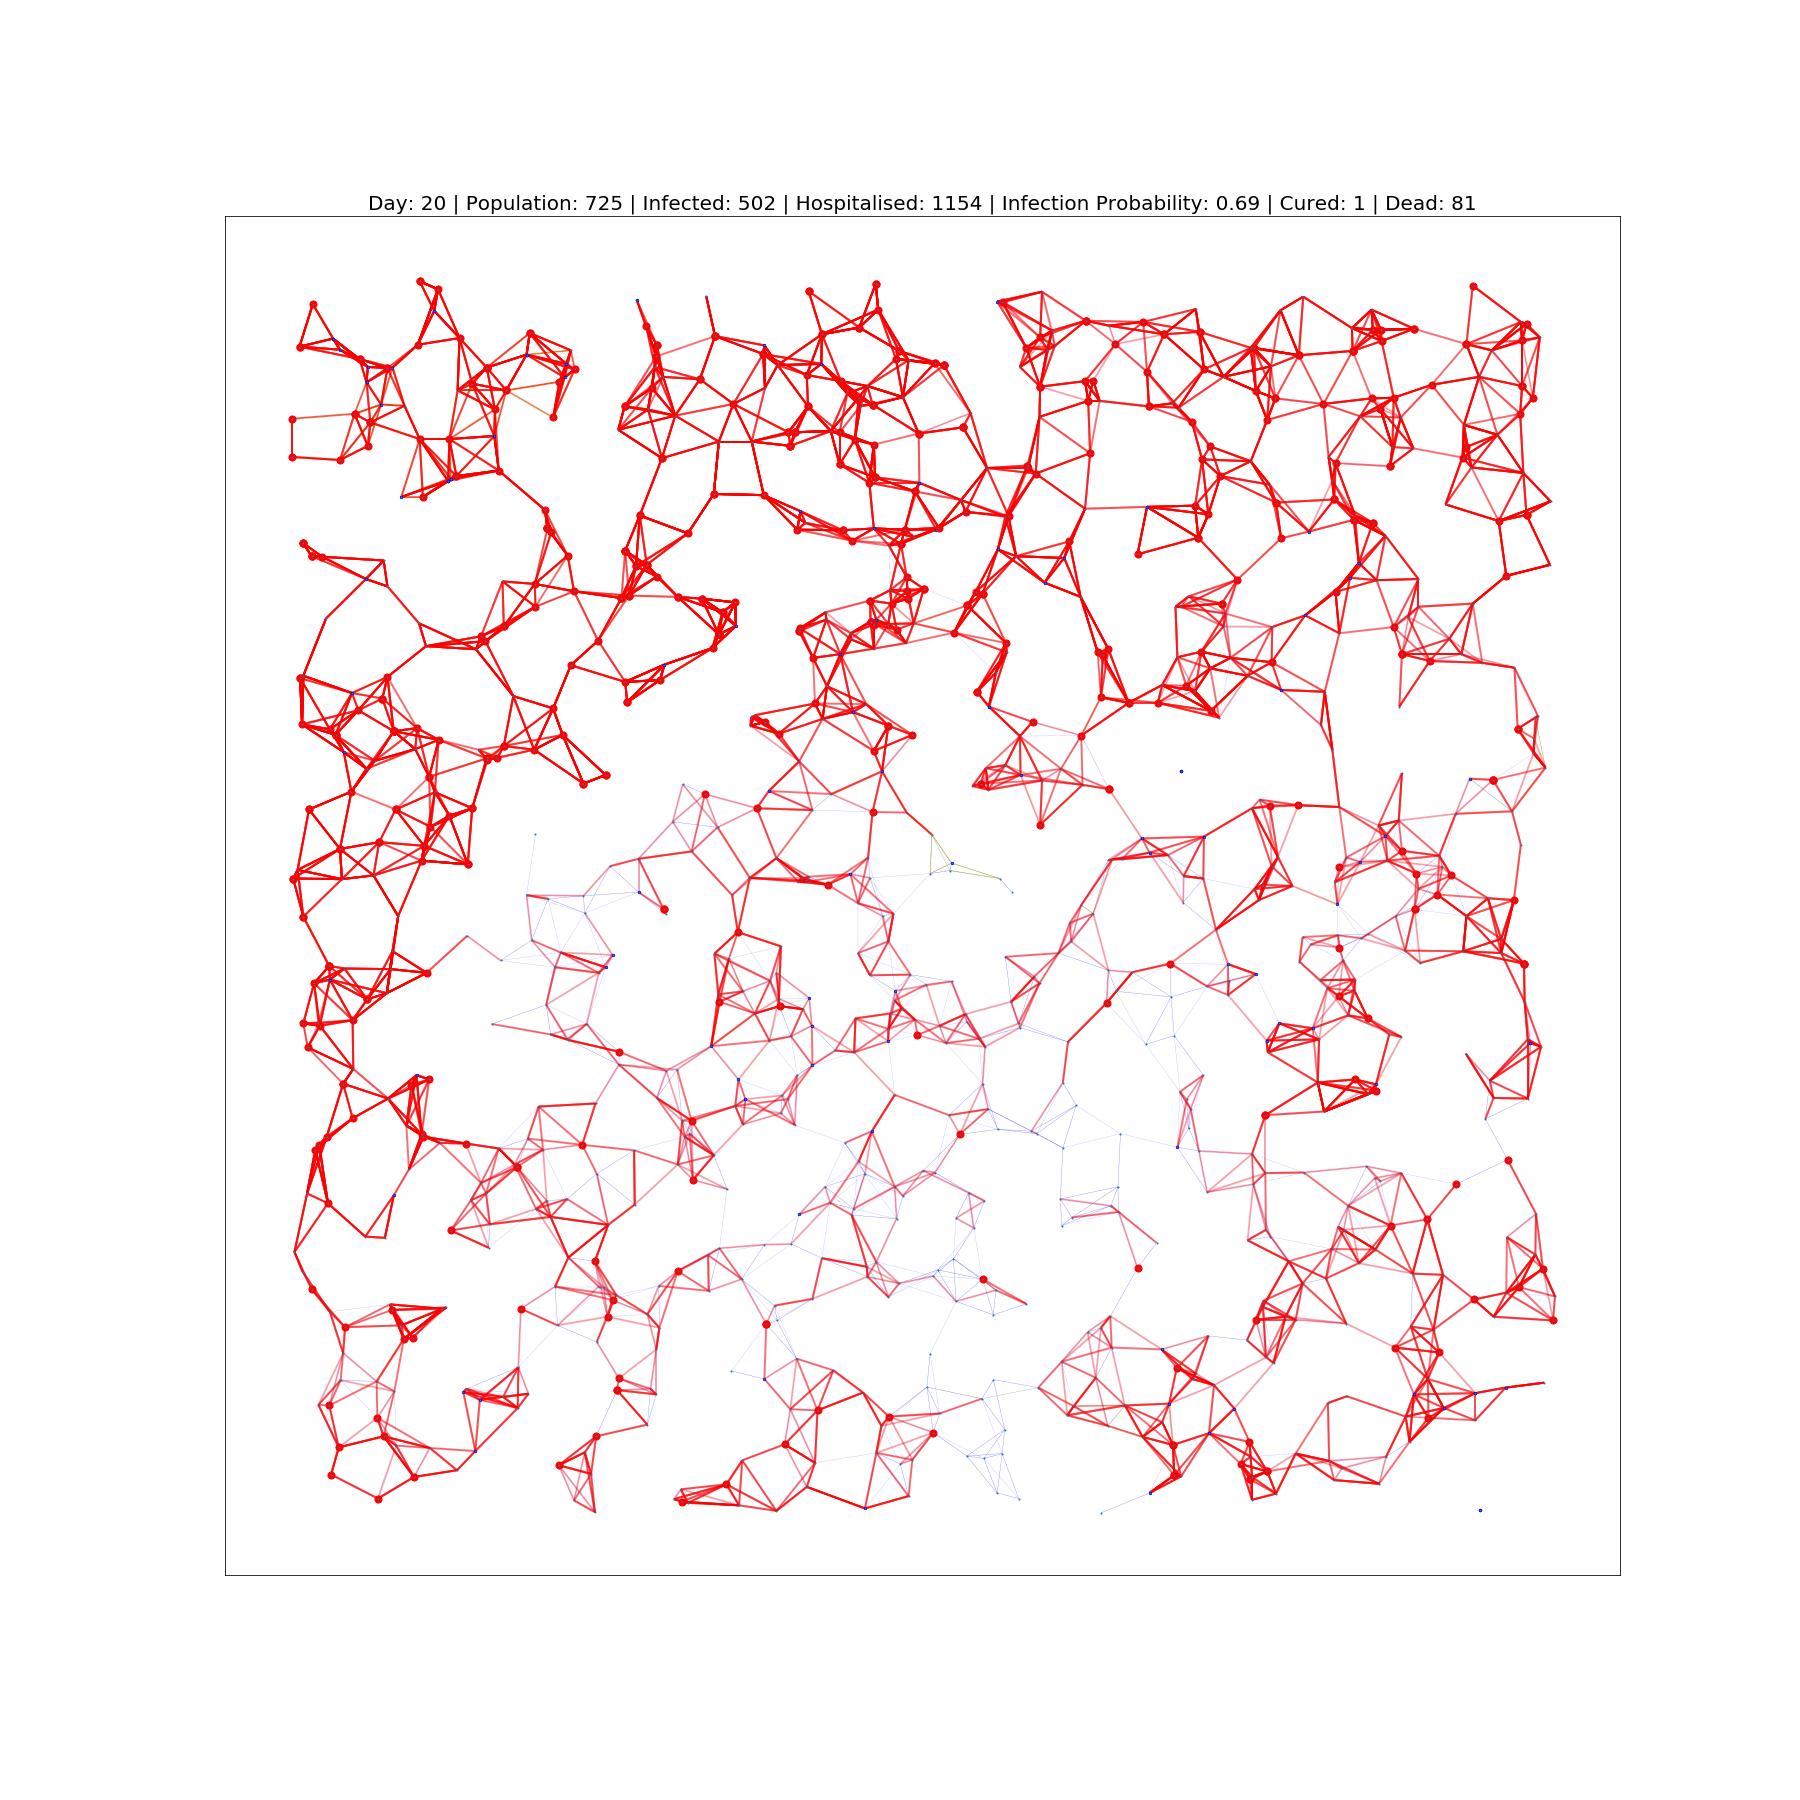 Day: 20 | Population: 725 | Infected: 502 | Hospitalised: 1154 | Infection Probability: 0.69 | Cured: 1 | Dead: 81